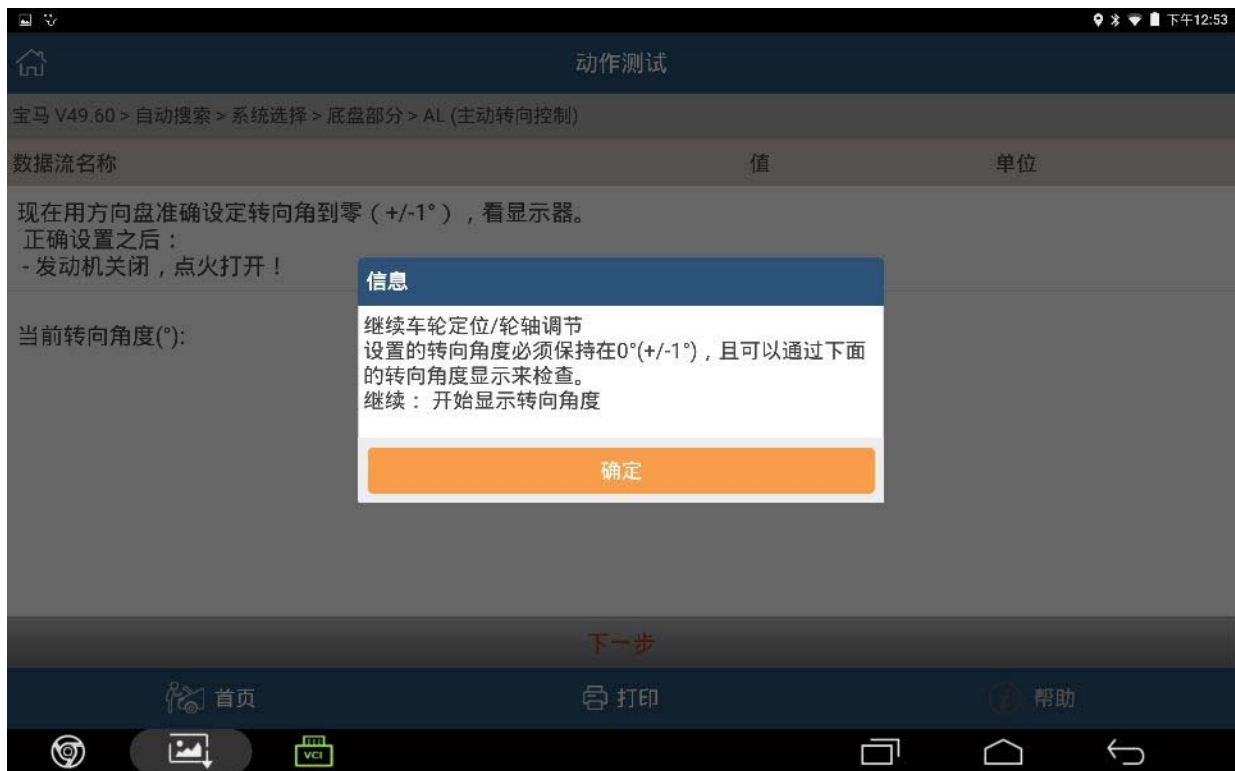 下午12:53
动作测试
宝马 V49.60 > 自动搜索 > 系统选择 > 底盘部分 > AL (主动转向控制)
数据流名称 值 单位
现在用方向盘准确设定转向角到零（+/-1°），看显示器。
正确设置之后：
- 发动机关闭，点火打开！
当前转向角度(°):
信息
继续车轮定位/轮轴调节
设置的转向角度必须保持在0°(+/-1°)，且可以通过下面
的转向角度显示来检查。
继续： 开始显示转向角度
确定
下一步
首页 打印 帮助
VCI